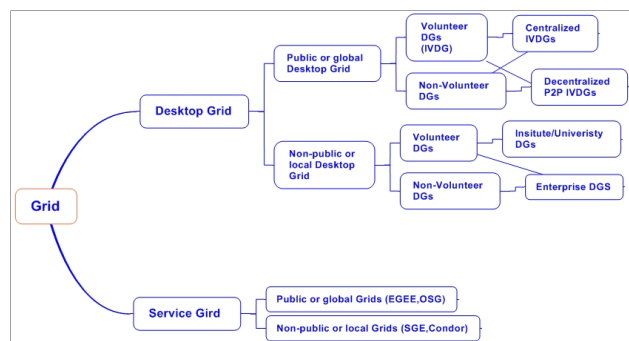 Grid
Desktop Grid
Public or global
Desktop Grid
Volunteer
DGs
(IVDG)
Centralized
IVDGs
Non-Volunteer
DGs
Decentralized
P2P IVDGs
Non-public or
local Desktop
Grid
Volunteer
DGs
Insitute/Univeristy
DGs
Non-Volunteer
DGs
Enterprise DGS
Service Gird
Public or global Grids (EGEE,OSG)
Non-public or local Grids (SGE,Condor)